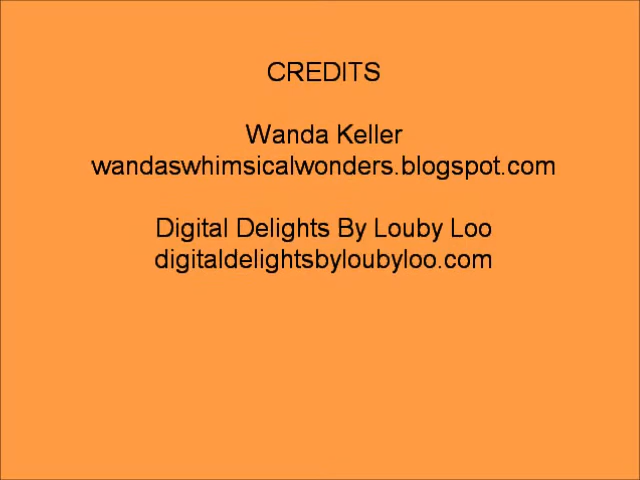 CREDITS
Wanda Keller
wandaswhimsicalwonders.blogspot.com
Digital Delights By Louby Loo
digitaldelightsbyloubyloo.com